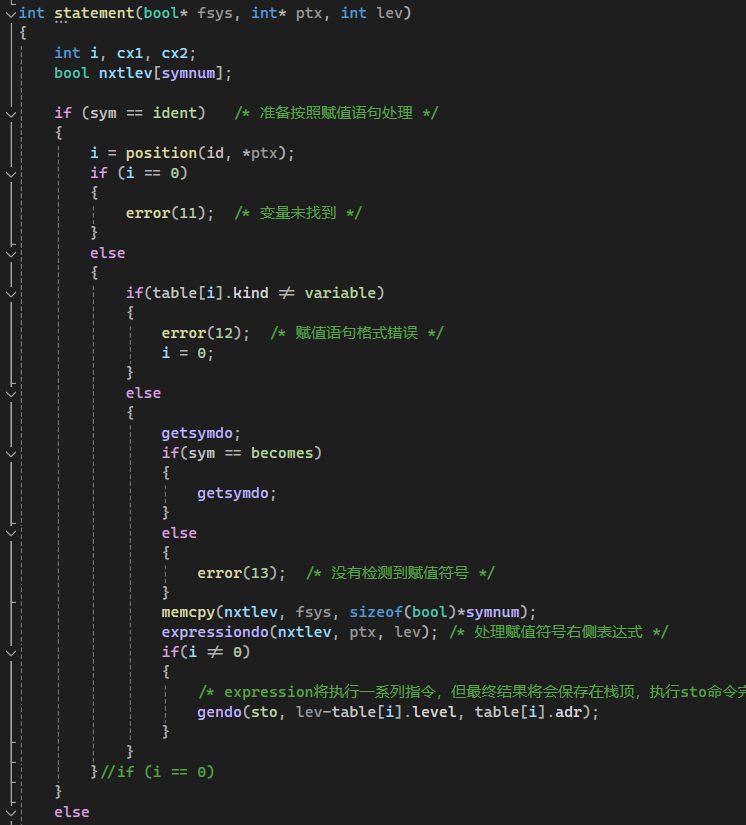 int statement(bool* fsys, int* ptx, int lev)
{
    int i, cx1, cx2;
    bool nxtlev[symnum];

    if (sym == ident)   /* 准备按照赋值语句处理 */
    {
        i = position(id, *ptx);
        if (i == 0)
        {
            error(11);  /* 变量未找到 */
        }
        else
        {
            if(table[i].kind ≠ variable)
            {
                error(12);  /* 赋值语句格式错误 */
                i = 0;
            }
            else
            {
                getsymdo;
                if(sym == becomes)
                {
                    getsymdo;
                }
                else
                {
                    error(13);  /* 没有检测到赋值符号 */
                }
                memcpy(nxtlev, fsys, sizeof(bool)*symnum);
                expressiondo(nxtlev, ptx, lev); /* 处理赋值符号右侧表达式 */
                if(i ≠ 0)
                {
                    /* expression将执行一系列指令，但最终结果将会保存在栈顶，执行sto命令
                    gendo(sto, lev-table[i].level, table[i].adr);
                }
            }
        }//if (i == 0)
    }
    else